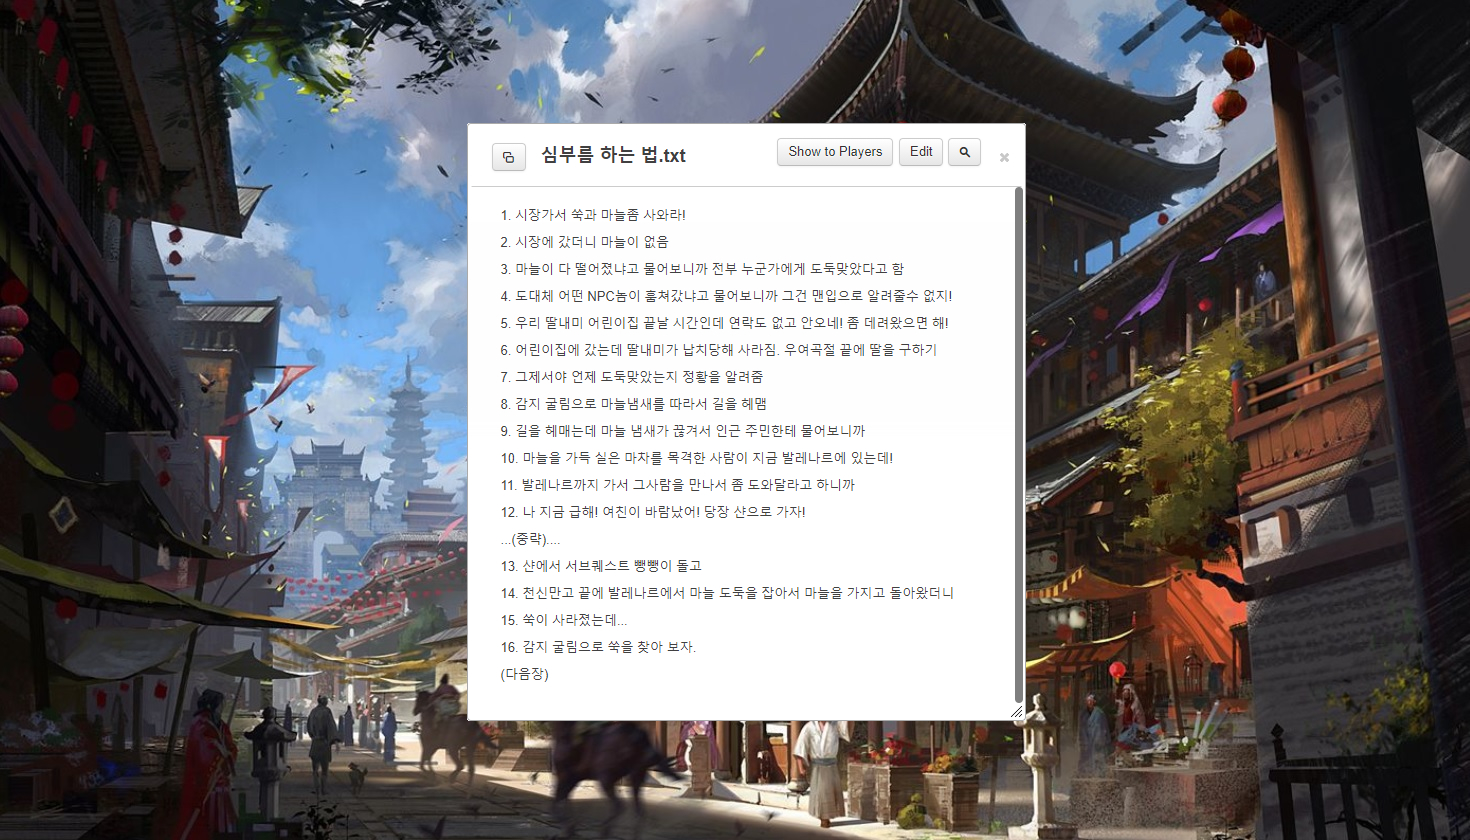 심부름 하는 법.txt
Show to Players
Edit
1. 시장가서 쑥과 마늘좀 사와라!
2. 시장에 갔더니 마늘이 없음
3. 마늘이 다 떨어졌냐고 물어보니까 전부 누군가에게 도둑맞았다고 함
4. 도대체 어떤 NPC놈이 훔쳐갔냐고 물어보니까 그건 맨입으로 알려줄수 없지!
5. 우리 딸내미 어린이집 끝날 시간인데 연락도 없고 안오네! 좀 데려왔으면 해!
6. 어린이집에 갔는데 딸내미가 납치당해 사라짐. 우여곡절 끝에 딸을 구하기
7. 그제서야 언제 도둑맞았는지 정황을 알려줌
8. 감지 굴림으로 마늘냄새를 따라서 길을 헤맴
9. 길을 헤매는데 마늘 냄새가 끊겨서 인근 주민한테 물어보니까
10. 마늘을 가득 실은 마차를 목격한 사람이 지금 발레나르에 있는데!
11. 발레나르까지 가서 그사람을 만나서 좀 도와달라고 하니까
12. 나 지금 급해! 여친이 바람났어! 당장 샨으로 가자!
...(중략)....
13. 샨에서 서브퀘스트 뺑뺑이 돌고
14. 천신만고 끝에 발레나르에서 마늘 도둑을 잡아서 마늘을 가지고 돌아왔더니
15. 쑥이 사라졌는데...
16. 감지 굴림으로 쑥을 찾아 보자.
(다음장)